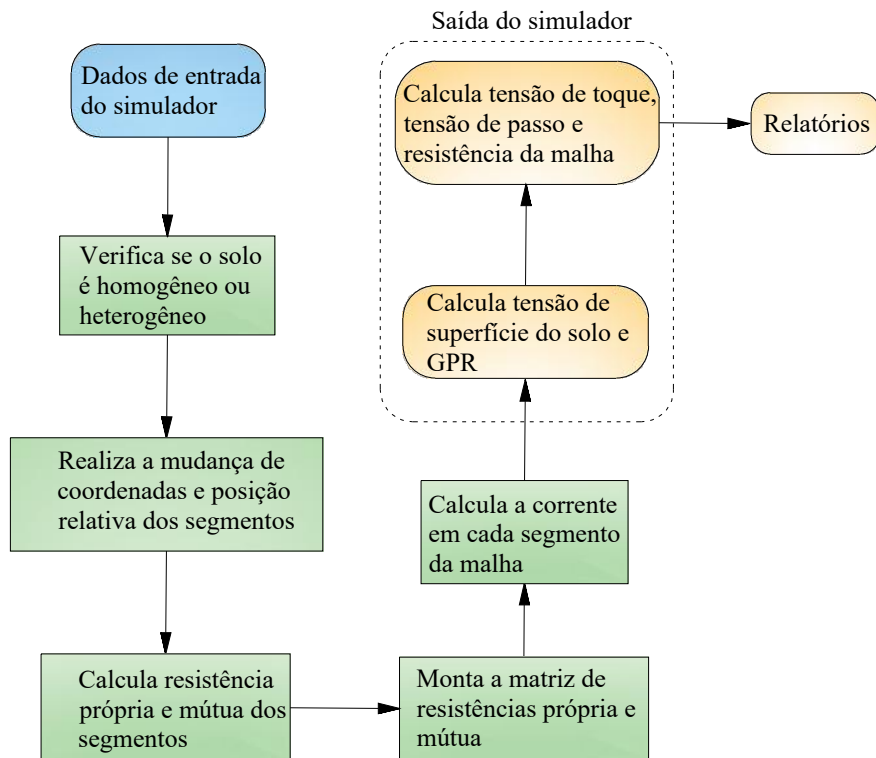 Dados de entrada
do simulador
Verifica se o solo
é homogêneo ou
heterogêneo
Realiza a mudança de
coordenadas e posição
relativa dos segmentos
Calcula resistência
própria e mútua dos
segmentos
Monta a matriz de
resistências própria e
mútua
Calcula a corrente
em cada segmento
da malha
Saída do simulador
Calcula tensão de
superfície do solo e
GPR
Calcula tensão de toque,
tensão de passo e
resistência da malha
Relatórios